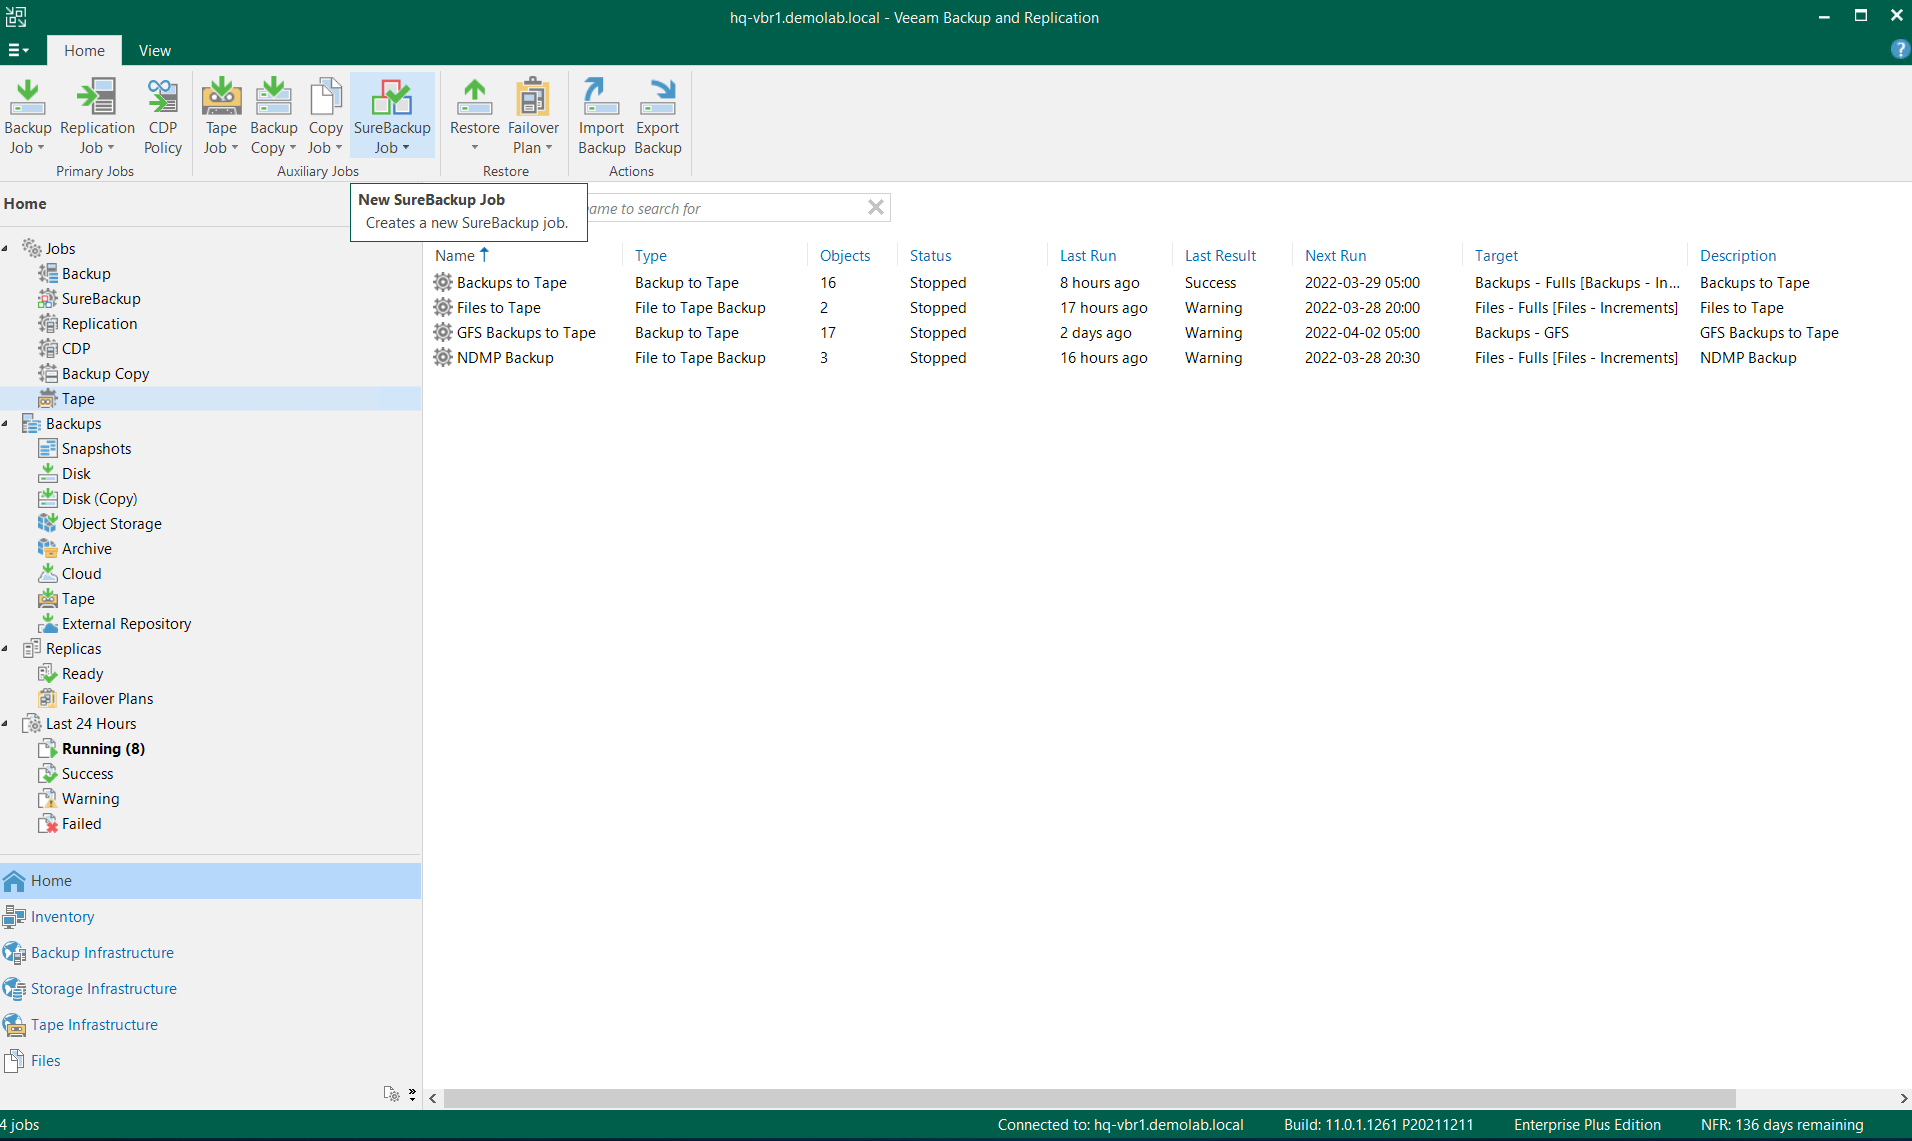 hq-vbr1.demolab.local - Veeam Backup and Replication
Home View
Backup Job
Replication Job
CDP Policy
Primary Jobs
Tape Job
Backup Copy
Copy Job
SureBackup Job
Auxiliary Jobs
Restore
Failover Plan
Restore
Import Backup
Export Backup
Actions
New SureBackup Job
Creates a new SureBackup job.
to search for
Home
Jobs
Backup
SureBackup
Replication
CDP
Backup Copy
Tape
Backups
Snapshots
Disk
Disk (Copy)
Object Storage
Archive
Cloud
Tape
External Repository
Replicas
Ready
Failover Plans
Last 24 Hours
Running (8)
Success
Warning
Failed
Home
Inventory
Backup Infrastructure
Storage Infrastructure
Tape Infrastructure
Files
Name Type Objects Status Last Run Last Result Next Run Target Description
Backups to Tape Backup to Tape 16 Stopped 8 hours ago Success 2022-03-29 05:00 Backups - Fulls [Backups - In... Backups to Tape
Files to Tape File to Tape Backup 2 Stopped 17 hours ago Warning 2022-03-28 20:00 Files - Fulls [Files - Increments] Files to Tape
GFS Backups to Tape Backup to Tape 17 Stopped 2 days ago Warning 2022-04-02 05:00 Backups - GFS GFS Backups to Tape
NDMP Backup File to Tape Backup 3 Stopped 16 hours ago Warning 2022-03-28 20:30 Files - Fulls [Files - Increments] NDMP Backup
4 jobs Connected to: hq-vbr1.demolab.local Build: 11.0.1.1261 P20211211 Enterprise Plus Edition NFR: 136 days remaining